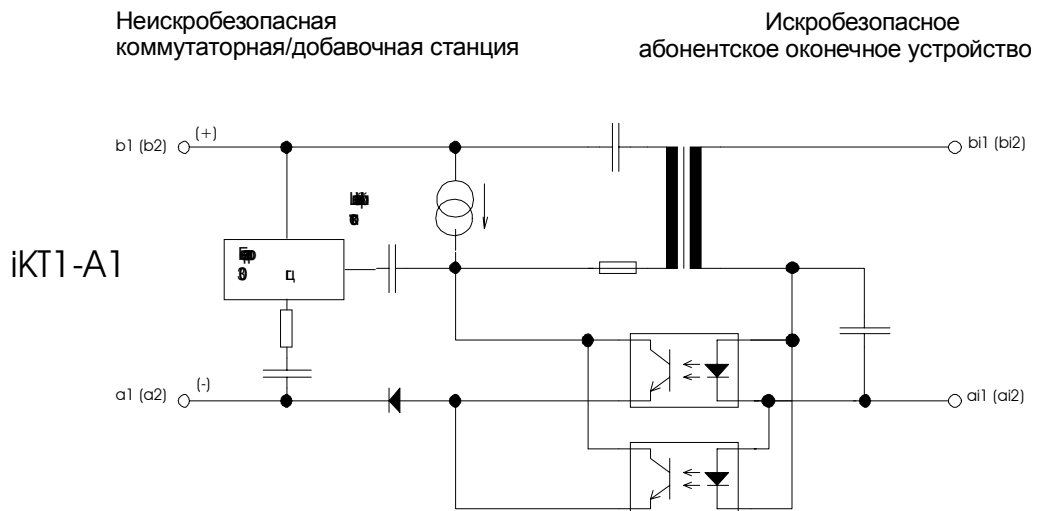 Неискробезопасная
коммутаторная/добавочная станция
Искробезопасное
абонентское оконечное устройство
b1 (b2)
(+)
bi1 (bi2)
iKT1-A1
a1 (a2)
(-)
ai1 (ai2)